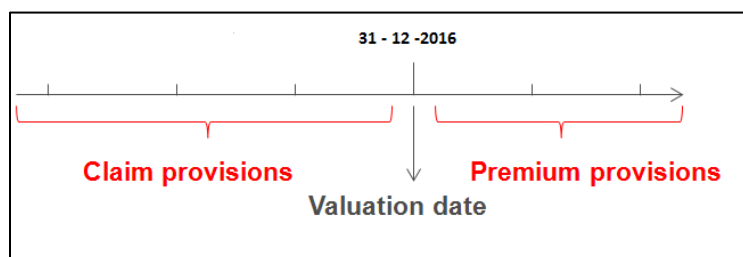 31 - 12 -2016
Claim provisions
Premium provisions
Valuation date